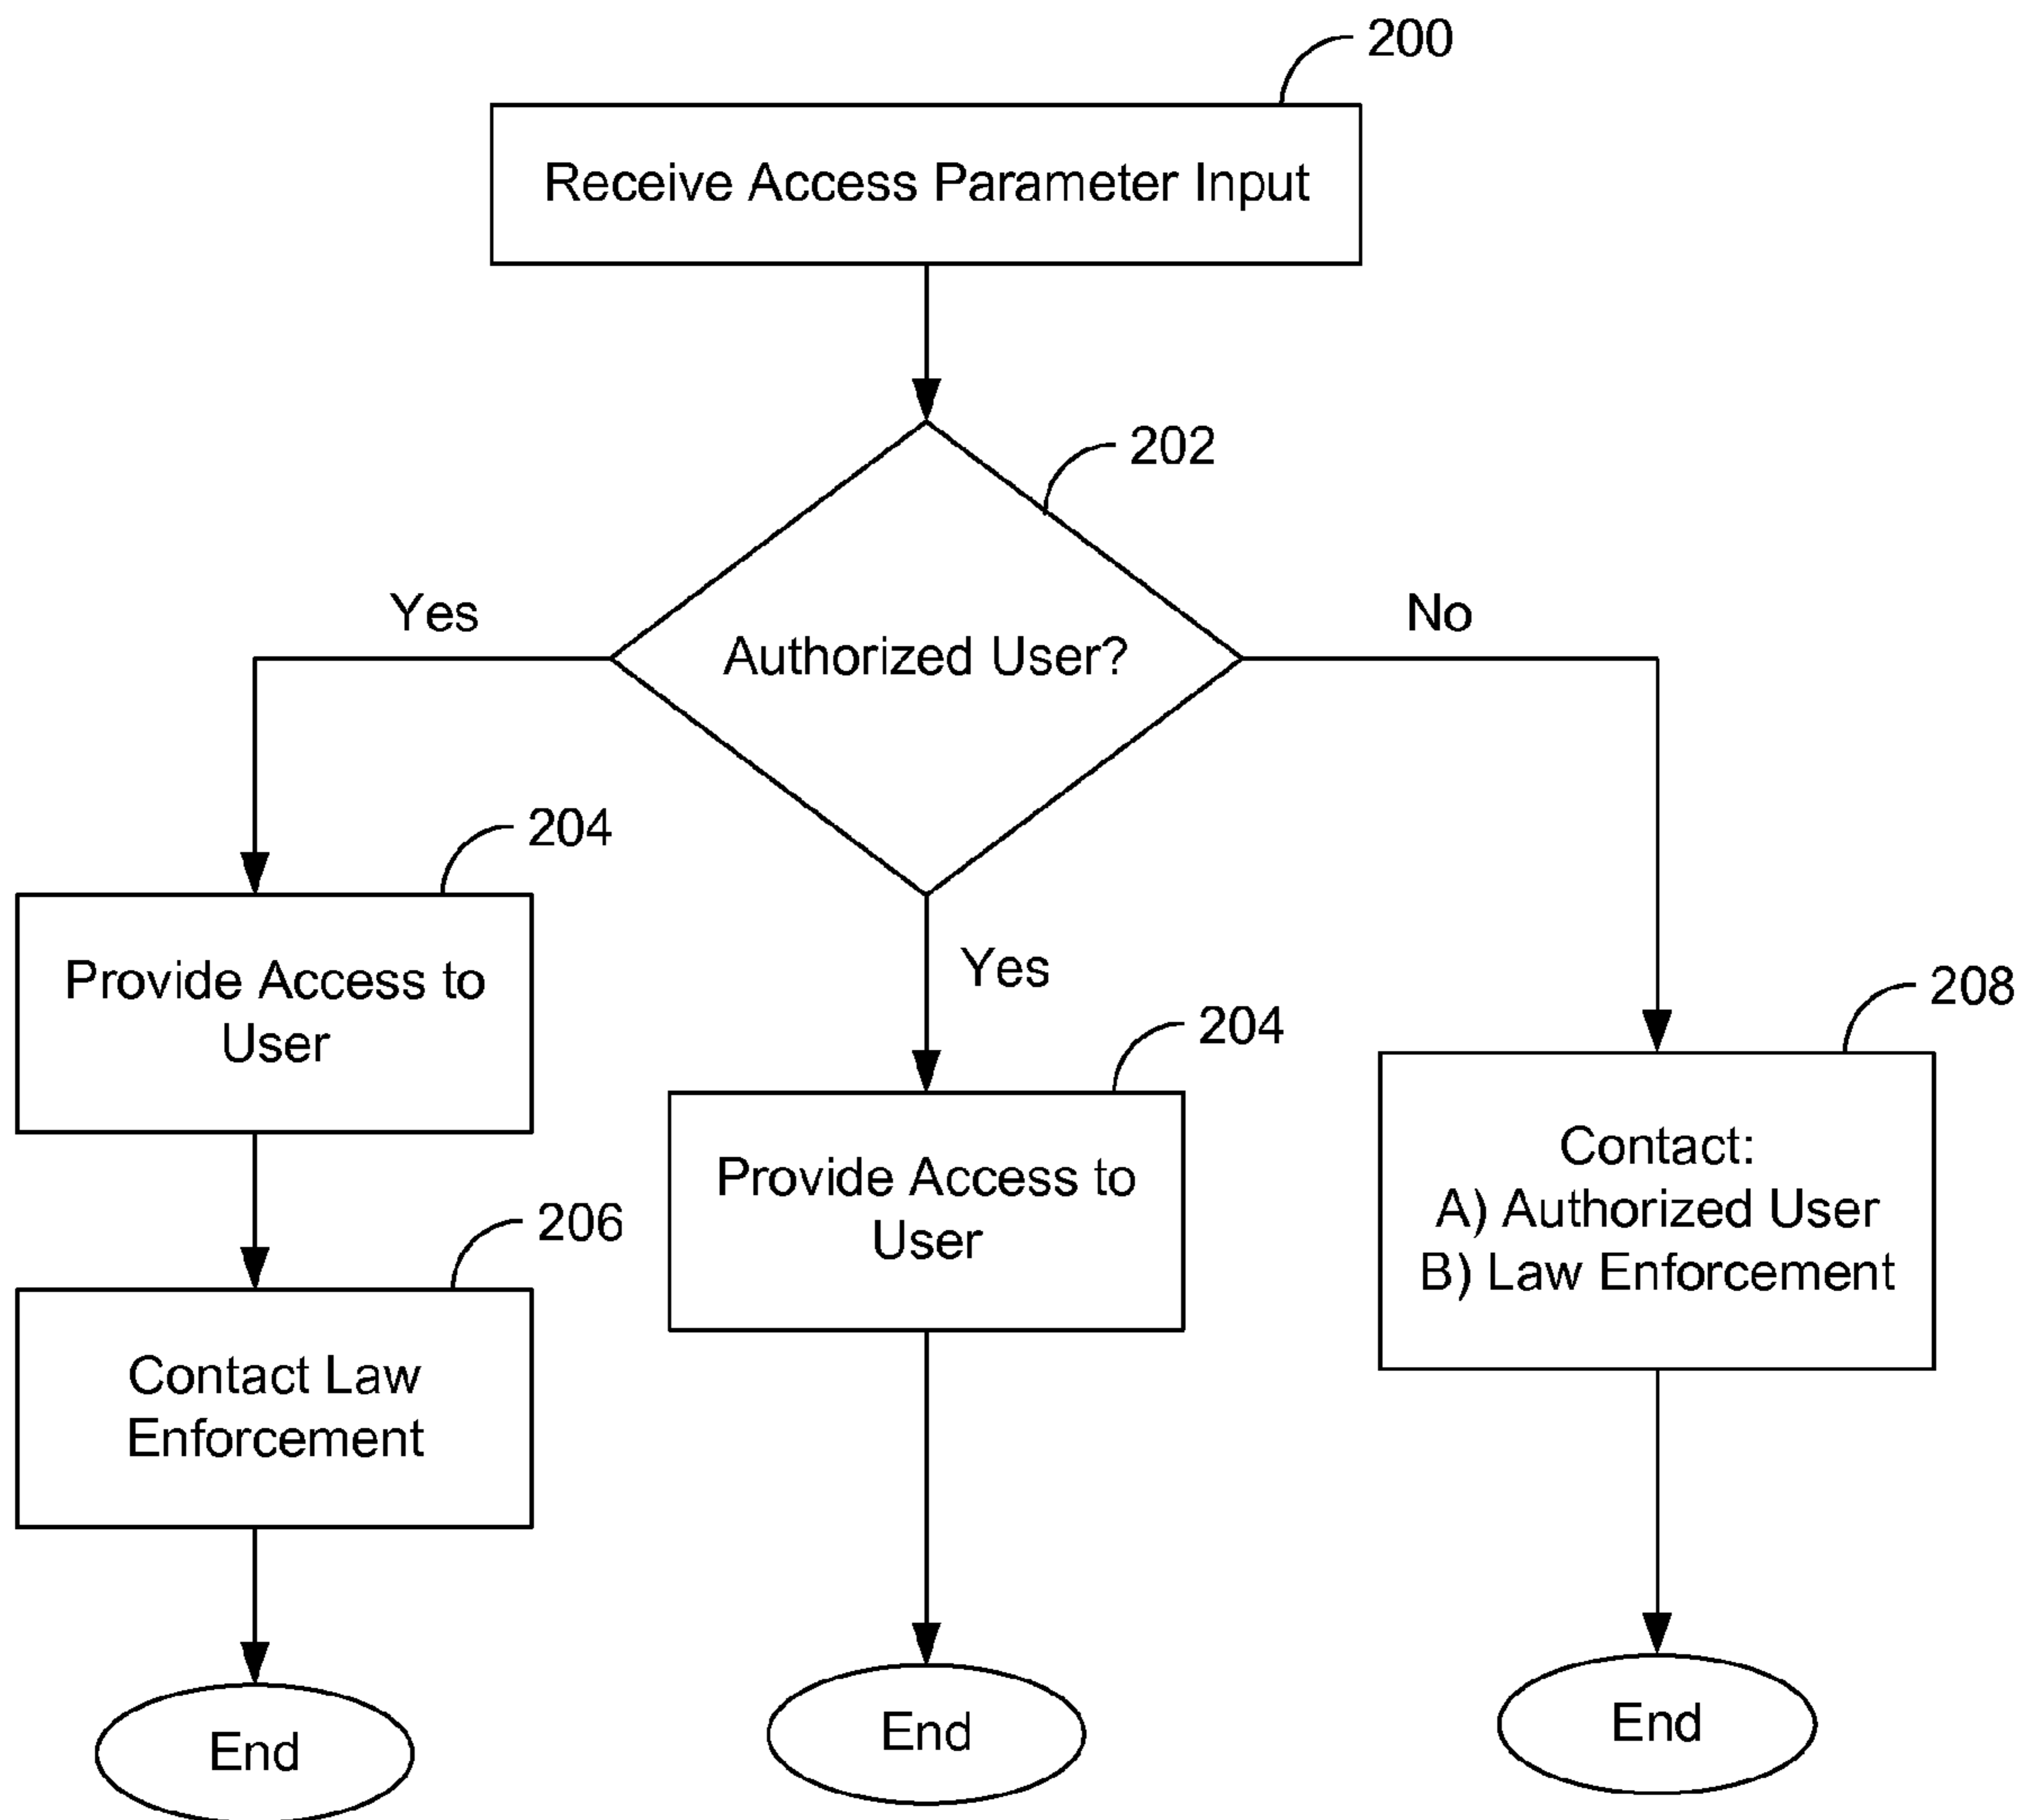 200
Receive Access Parameter Input
202
Yes
No
Authorized User?
204
Provide Access to
User
Yes
204
208
Provide Access to
User
Contact:
A) Authorized User
B) Law Enforcement
206
Contact Law
Enforcement
End
End
End